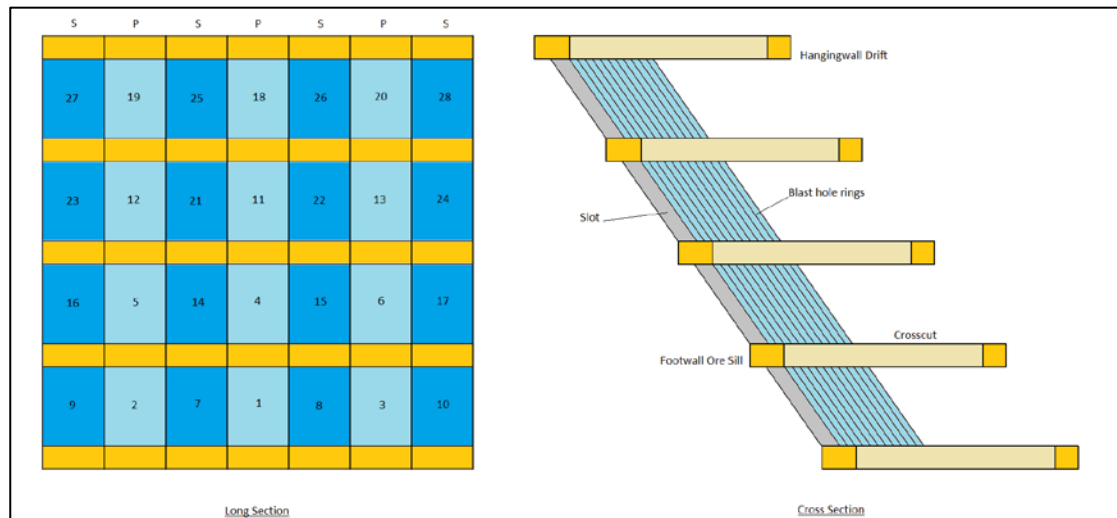 S P S P S P S
27 19 25 18 26 20 28
23 12 21 11 22 13 24
16 5 14 4 15 6 17
9 2 7 1 8 3 10
Long Section
Hangingwall Drift
Blast hole rings
Slot
Crosscut
Footwall Ore Sill
Cross Section